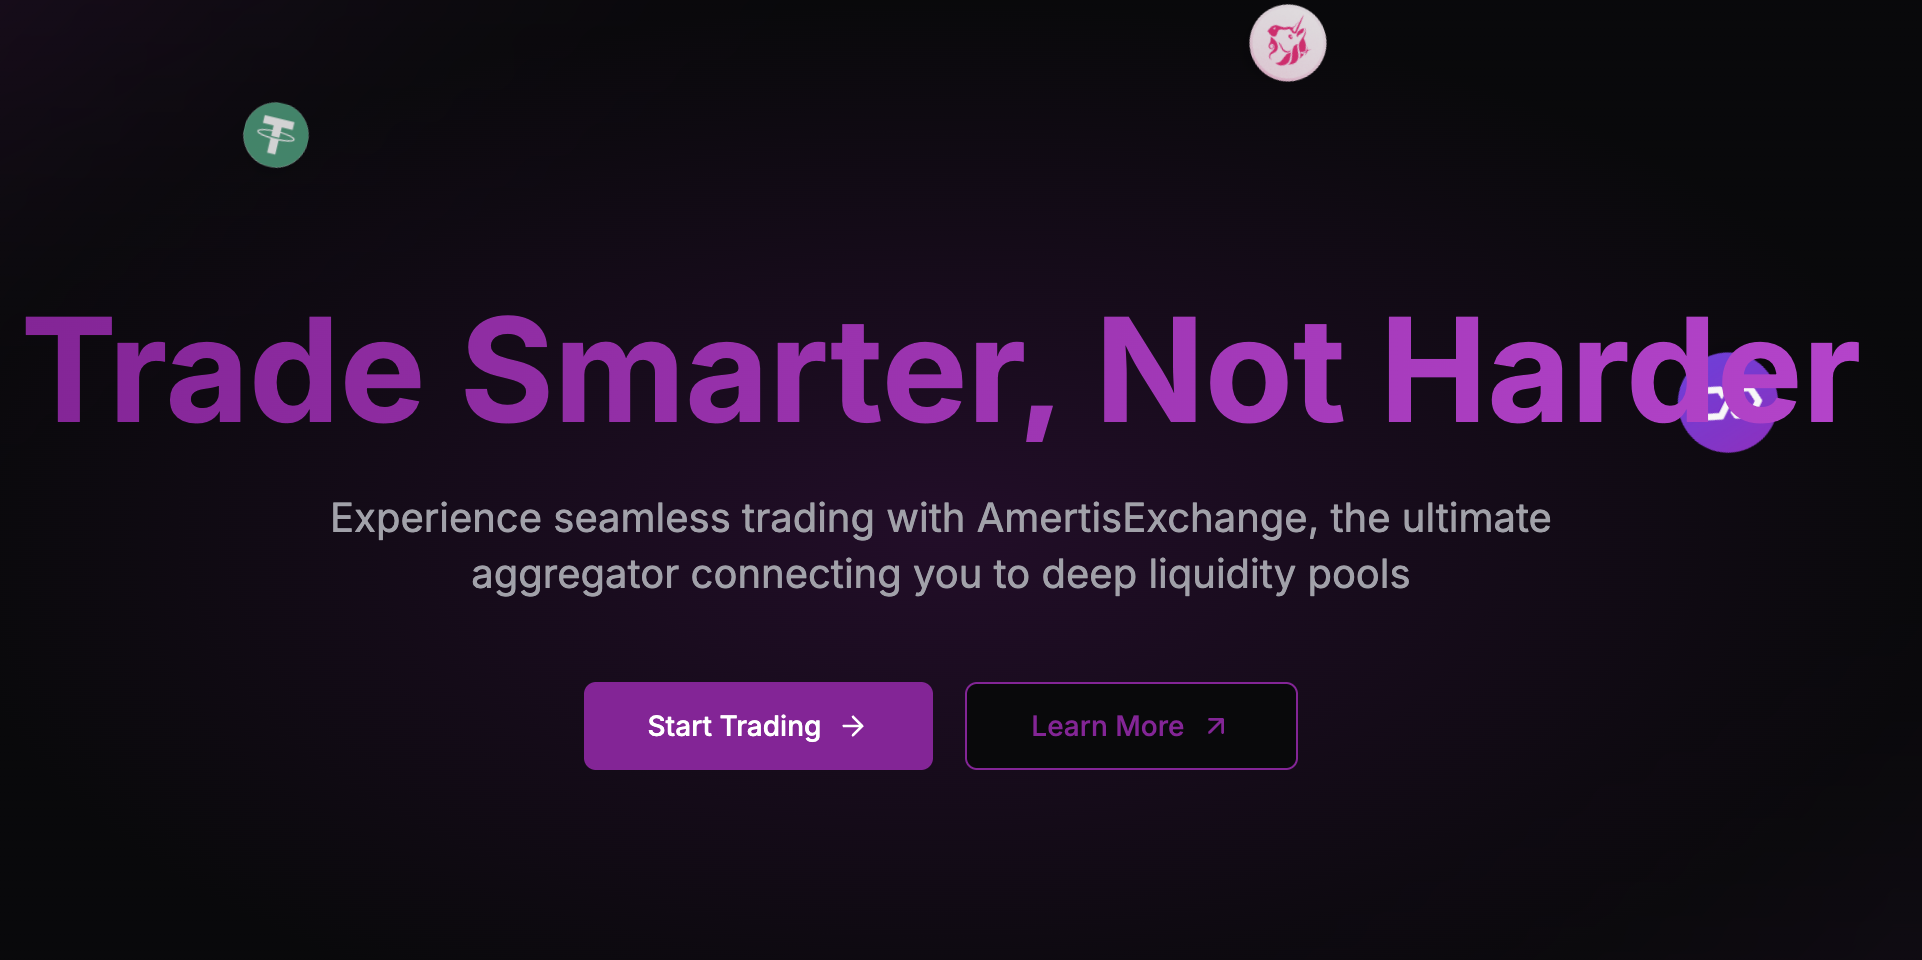 Trade Smarter, Not Harder
Experience seamless trading with AmertisExchange, the ultimate
aggregator connecting you to deep liquidity pools
Start Trading
Learn More